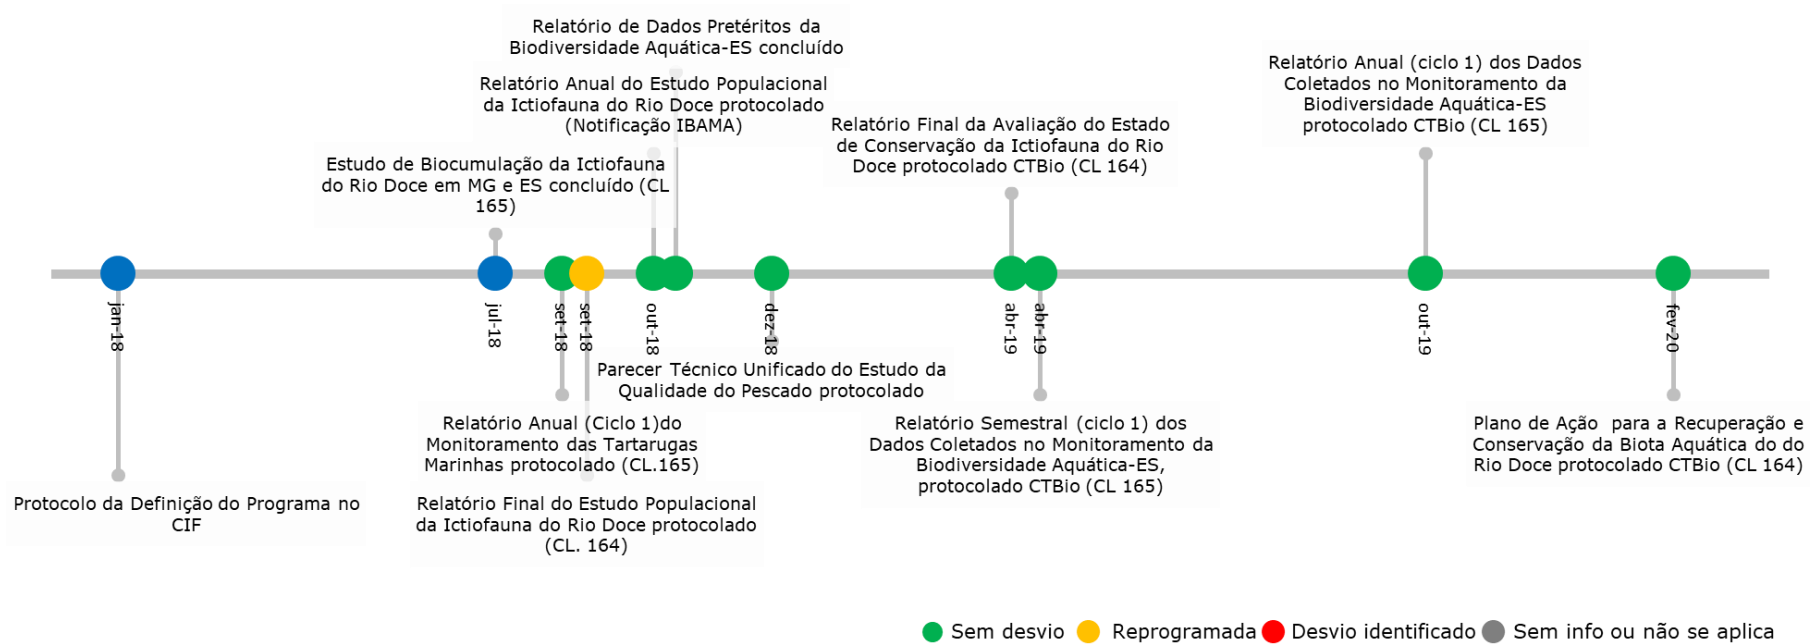 Relatório de Dados Pretéritos da
Biodiversidade Aquática-ES concluído
Relatório Anual do Estudo Populacional
da Ictiofauna do Rio Doce protocolado
(Notificação IBAMA)
Estudo de Biocumulação da Ictiofauna
do Rio Doce em MG e ES concluído (CL
165)
Relatório Final da Avaliação do Estado
de Conservação da Ictiofauna do Rio
Doce protocolado CTBio (CL 164)
Relatório Anual (ciclo 1) dos Dados
Coletados no Monitoramento da
Biodiversidade Aquática-ES
protocolado CTBio (CL 165)
jan-18
jul-18
set-18
set-18
out-18
dez-18
abr-19
abr-19
out-19
fev-20
Parecer Técnico Unificado do Estudo da
Qualidade do Pescado protocolado
Relatório Anual (Ciclo 1)do
Monitoramento das Tartarugas
Marinhas protocolado (CL.165)
Relatório Semestral (ciclo 1) dos
Dados Coletados no Monitoramento da
Biodiversidade Aquática-ES,
protocolado CTBio (CL 165)
Plano de Ação  para a Recuperação e
Conservação da Biota Aquática do do
Rio Doce protocolado CTBio (CL 164)
Protocolo da Definição do Programa no
CIF
Relatório Final do Estudo Populacional
da Ictiofauna do Rio Doce protocolado
(CL. 164)
Sem desvio
Reprogramada
Desvio identificado
Sem info ou não se aplica